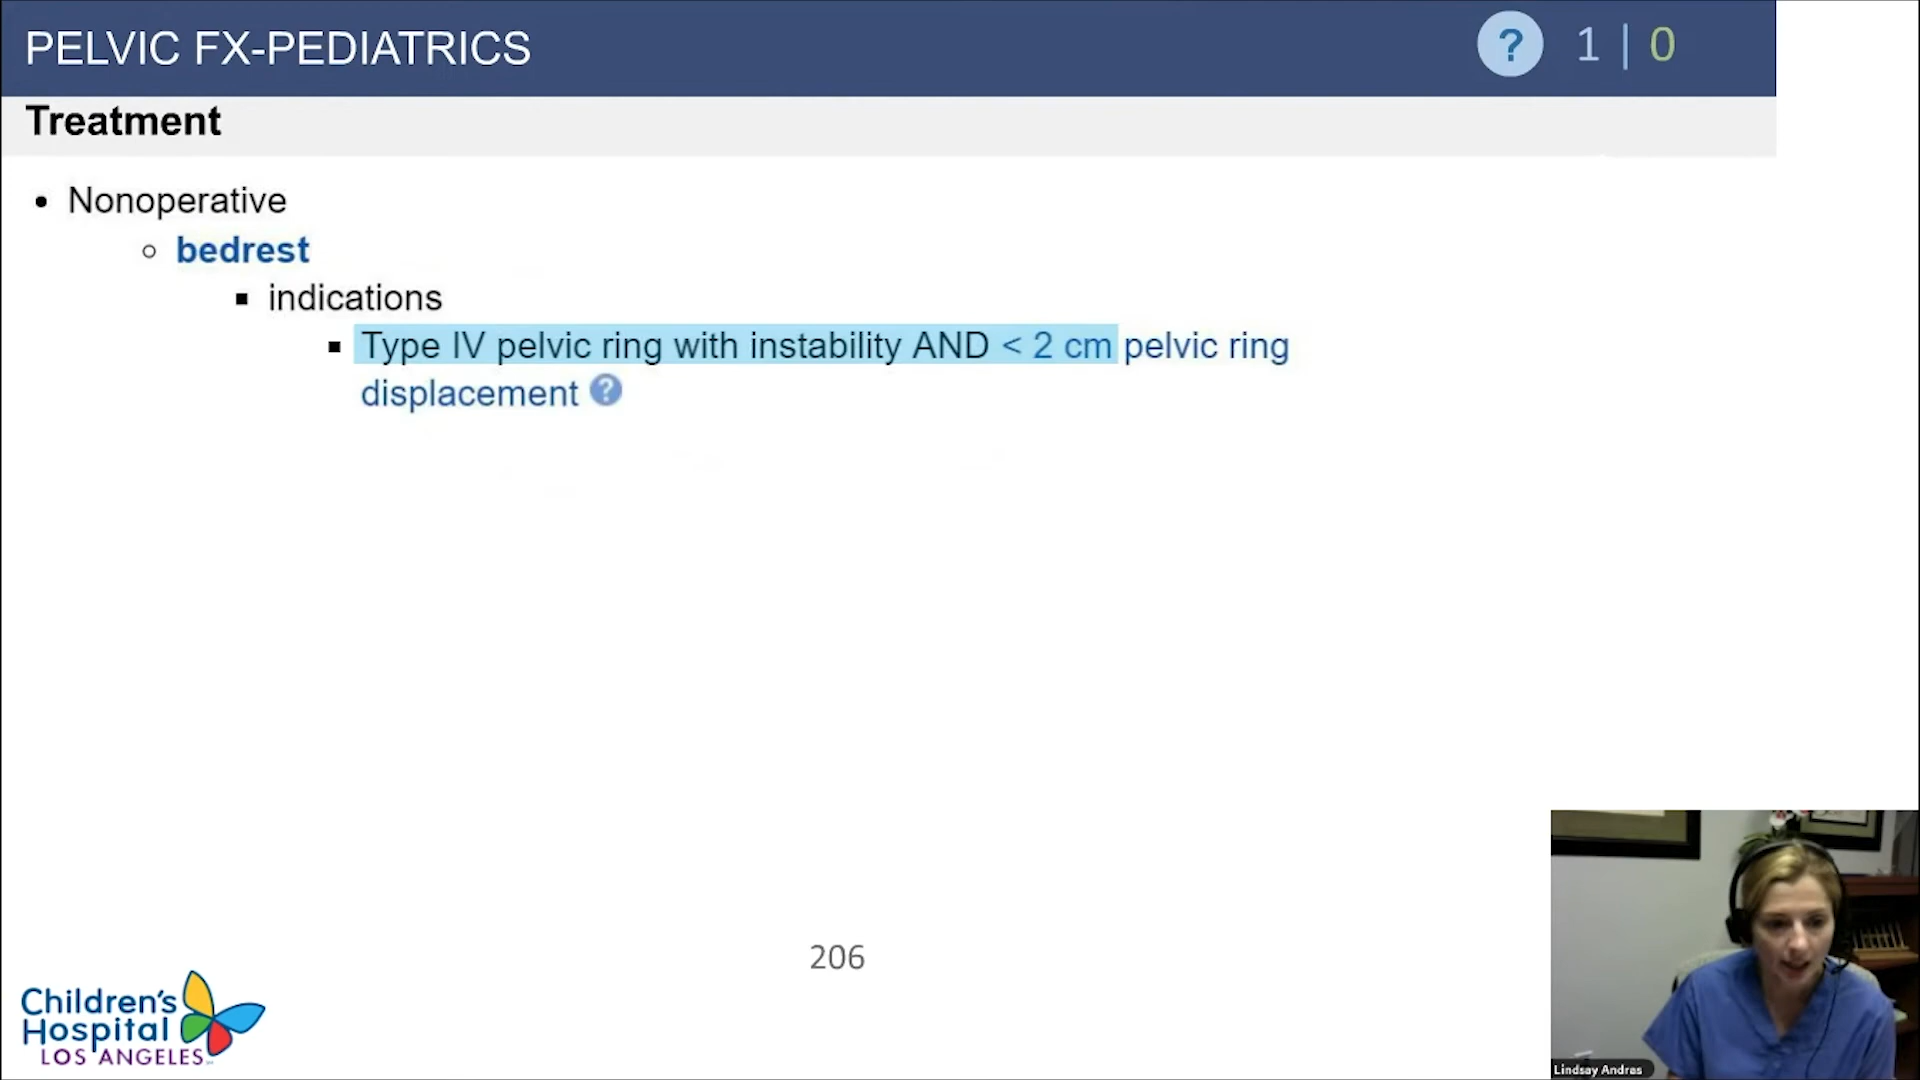 PELVIC FX-PEDIATRICS
? 1 | 0
Treatment
• Nonoperative
○ bedrest
▪ indications
▪ Type IV pelvic ring with instability AND < 2 cm pelvic ring
displacement ?
206
Children's
Hospital
LOS ANGELES
Lindsay Andras